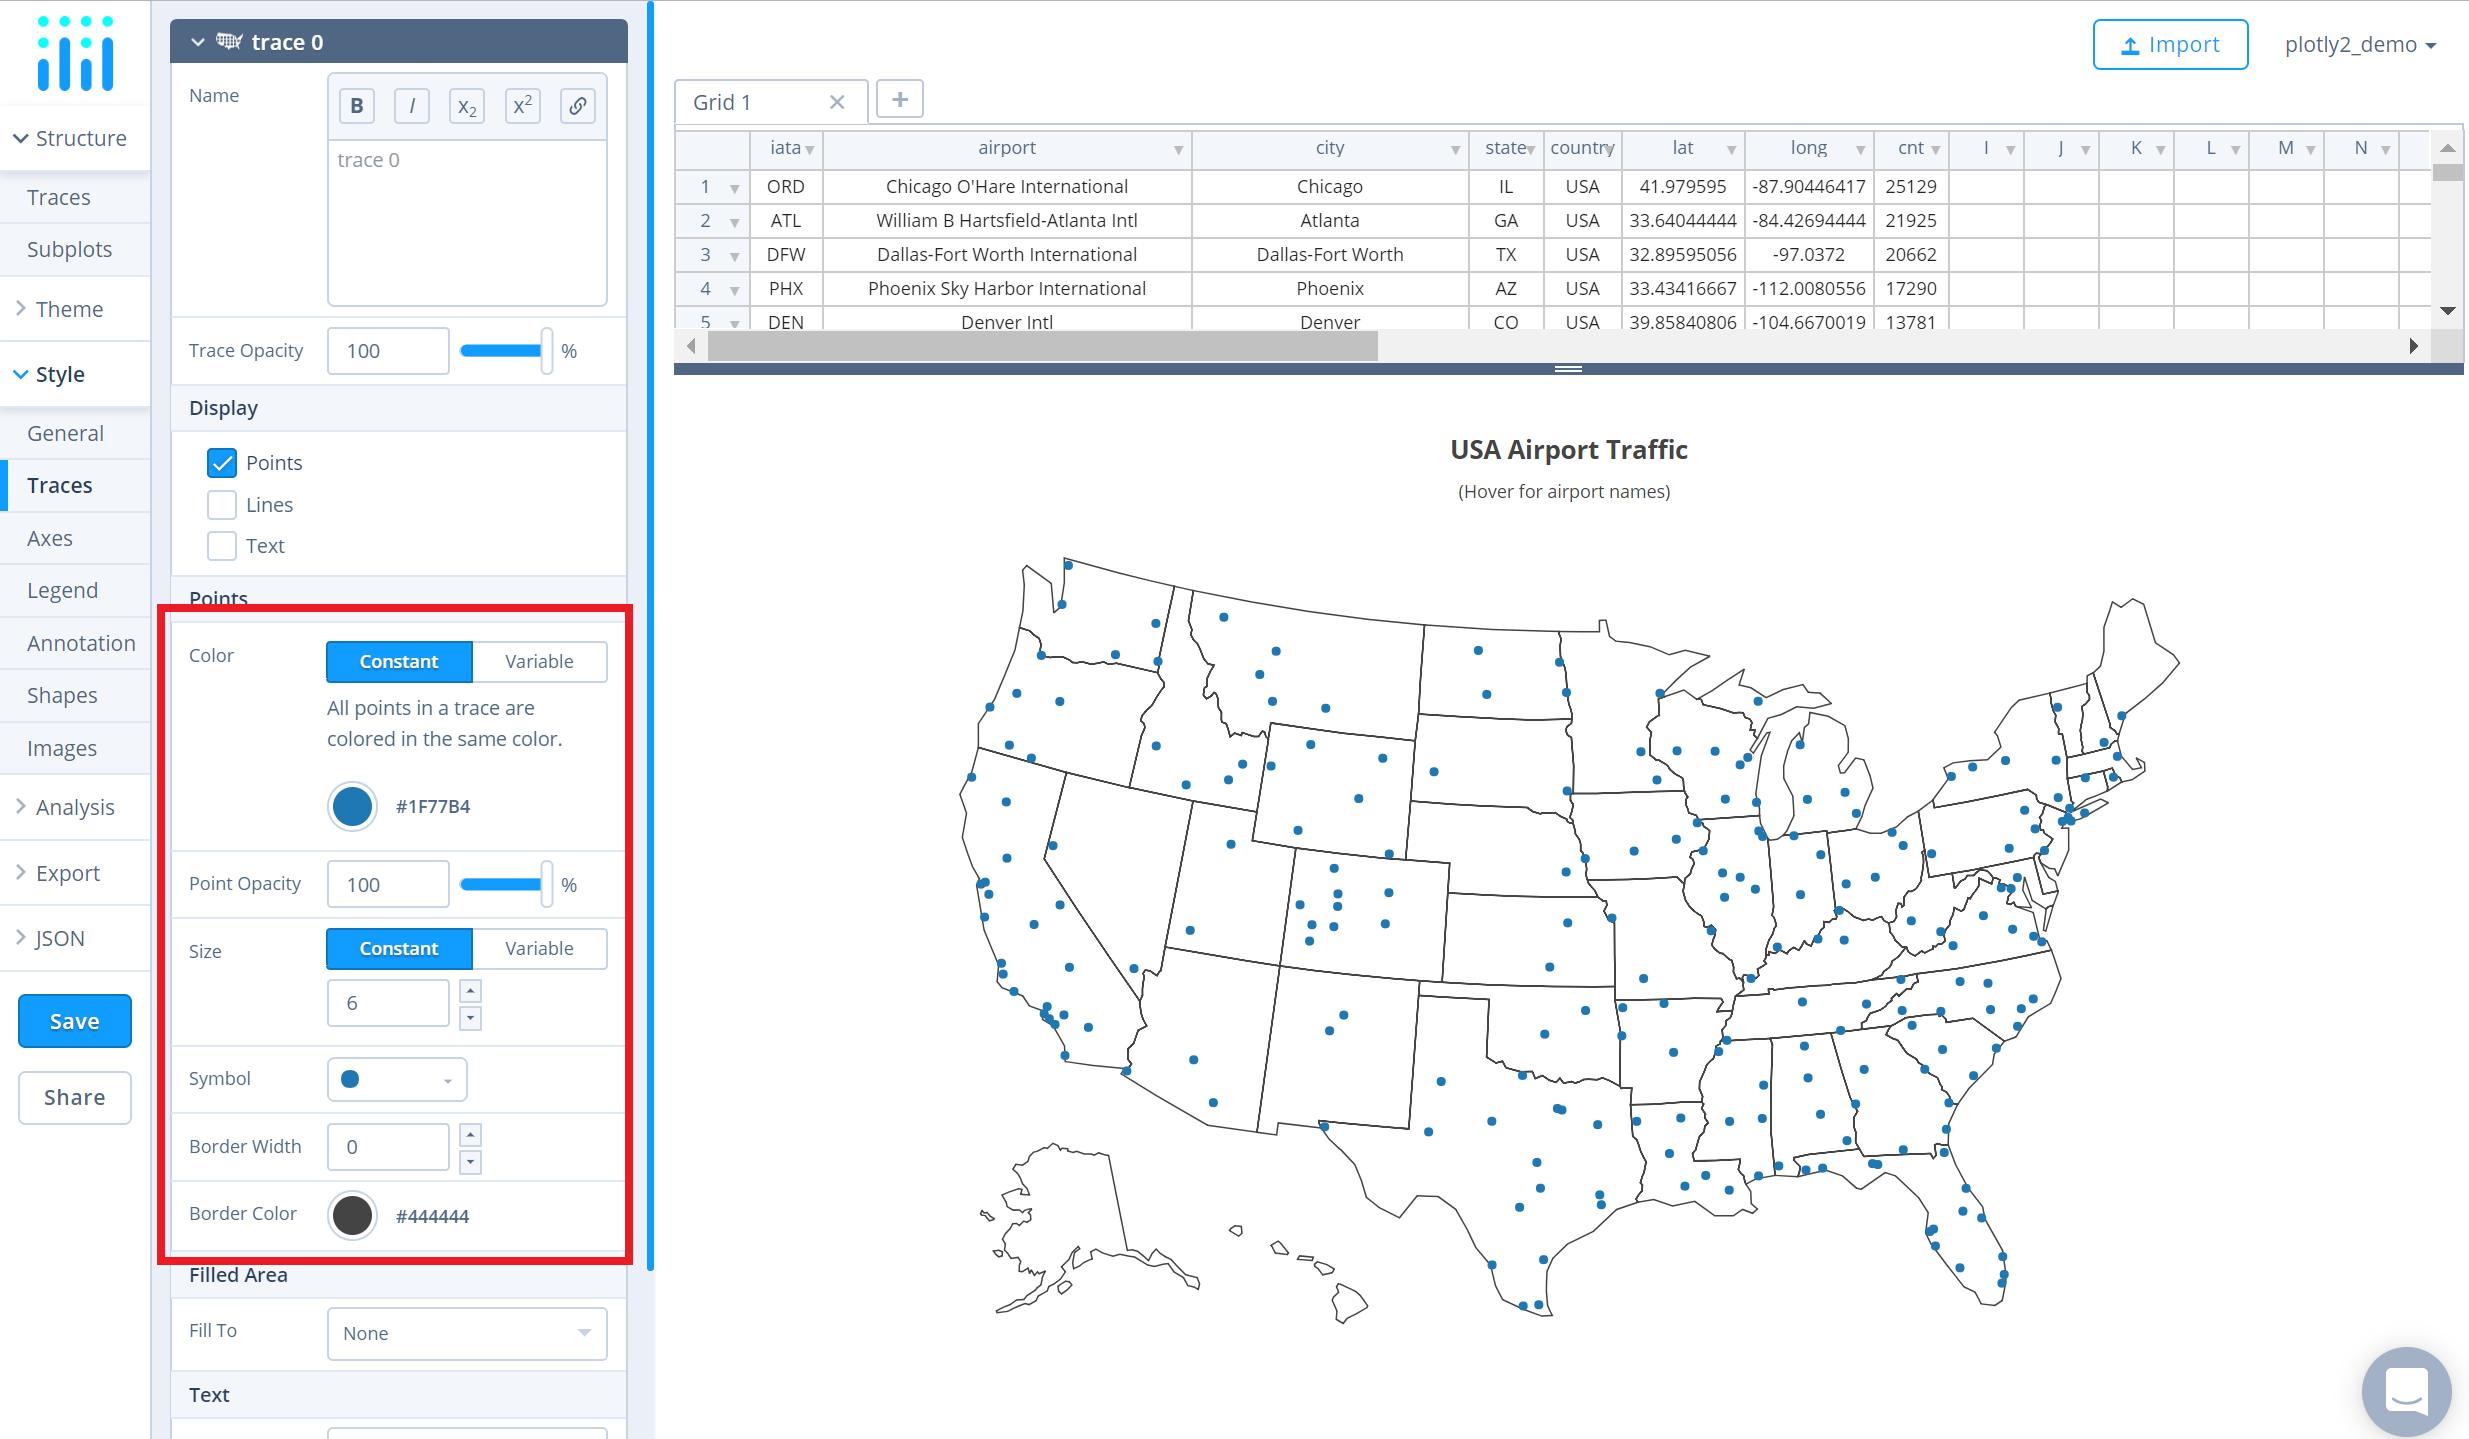 Structure
Traces
Subplots
Theme
Style
General
Traces
Axes
Legend
Annotation
Shapes
Images
Analysis
Export
JSON
Save
Share
trace 0
Name
B I x2 x2
trace 0
Trace Opacity 100 %
Display
Points
Lines
Text
Points
Color Constant Variable
All points in a trace are
colored in the same color.
#1F77B4
Point Opacity 100 %
Size Constant Variable
6
Symbol
Border Width 0
Border Color #444444
Filled Area
Fill To None
Text
Import plotly2_demo
Grid 1 +
iata airport city state country lat long cnt I J K L M N
1 ORD Chicago O'Hare International Chicago IL USA 41.979595 -87.90446417 25129
2 ATL William B Hartsfield-Atlanta Intl Atlanta GA USA 33.64044444 -84.42694444 21925
3 DFW Dallas-Fort Worth International Dallas-Fort Worth TX USA 32.89595056 -97.0372 20662
4 PHX Phoenix Sky Harbor International Phoenix AZ USA 33.43416667 -112.0080556 17290
5 DEN Denver Intl Denver CO USA 39.85840806 -104.6670019 13781
USA Airport Traffic
(Hover for airport names)